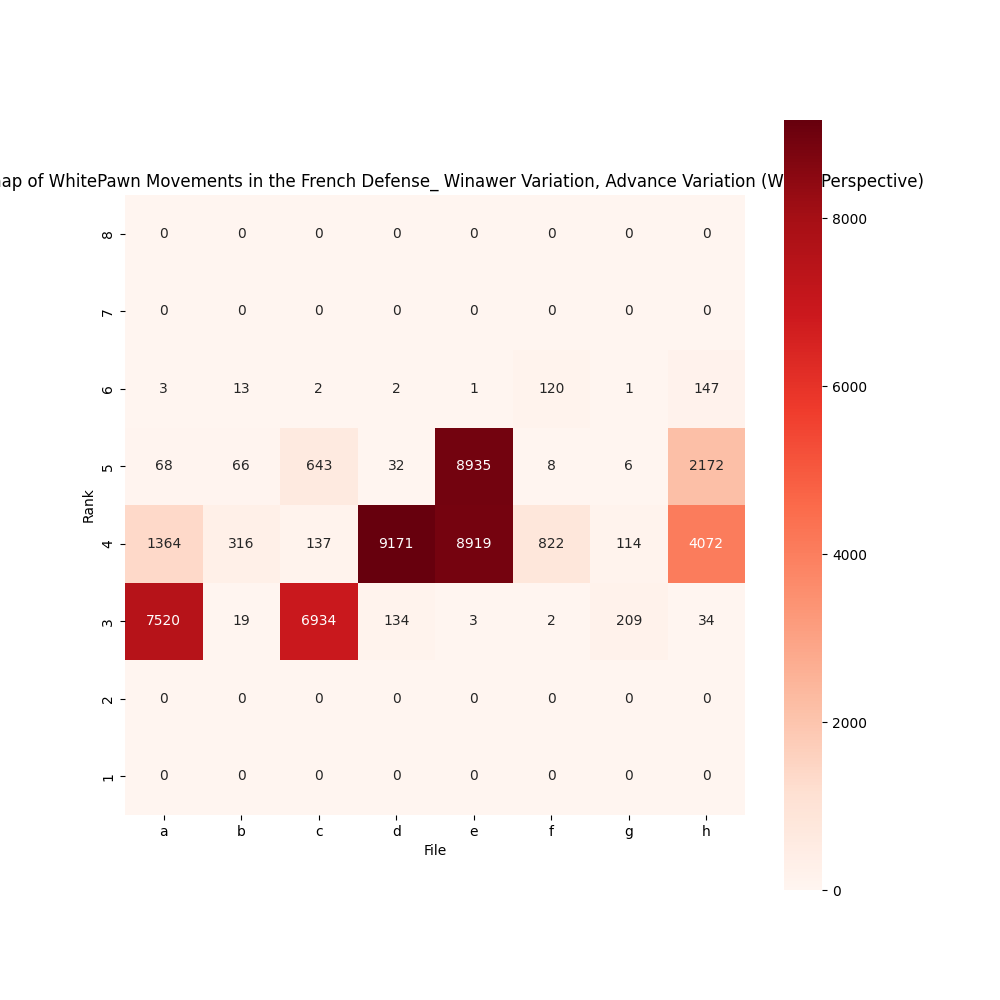 ap of WhitePawn Movements in the French Defense_ Winawer Variation, Advance Variation (W Perspective)
8 0 0 0 0 0 0 0 0
7 0 0 0 0 0 0 0 0
6 3 13 2 2 1 120 1 147
5 68 66 643 32 8935 8 6 2172
4 1364 316 137 9171 8919 822 114 4072
3 7520 19 6934 134 3 2 209 34
2 0 0 0 0 0 0 0 0
1 0 0 0 0 0 0 0 0
a b c d e f g h
File
Rank
8000
6000
4000
2000
0